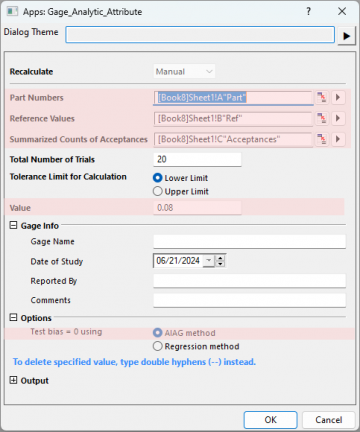 Apps: Gage_Analytic_Attribute
Dialog Theme
Recalculate Manual
Part Numbers [Book8]Sheet1!A"Part"
Reference Values [Book8]Sheet1!B"Ref"
Summarized Counts of Acceptances [Book8]Sheet1!C"Acceptances"
Total Number of Trials 20
Tolerance Limit for Calculation Lower Limit
Upper Limit
Value 0.08
Gage Info
Gage Name
Date of Study 06/21/2024
Reported By
Comments
Options
Test bias = 0 using AIAG method
Regression method
To delete specified value, type double hyphens (--) instead.
Output
OK Cancel